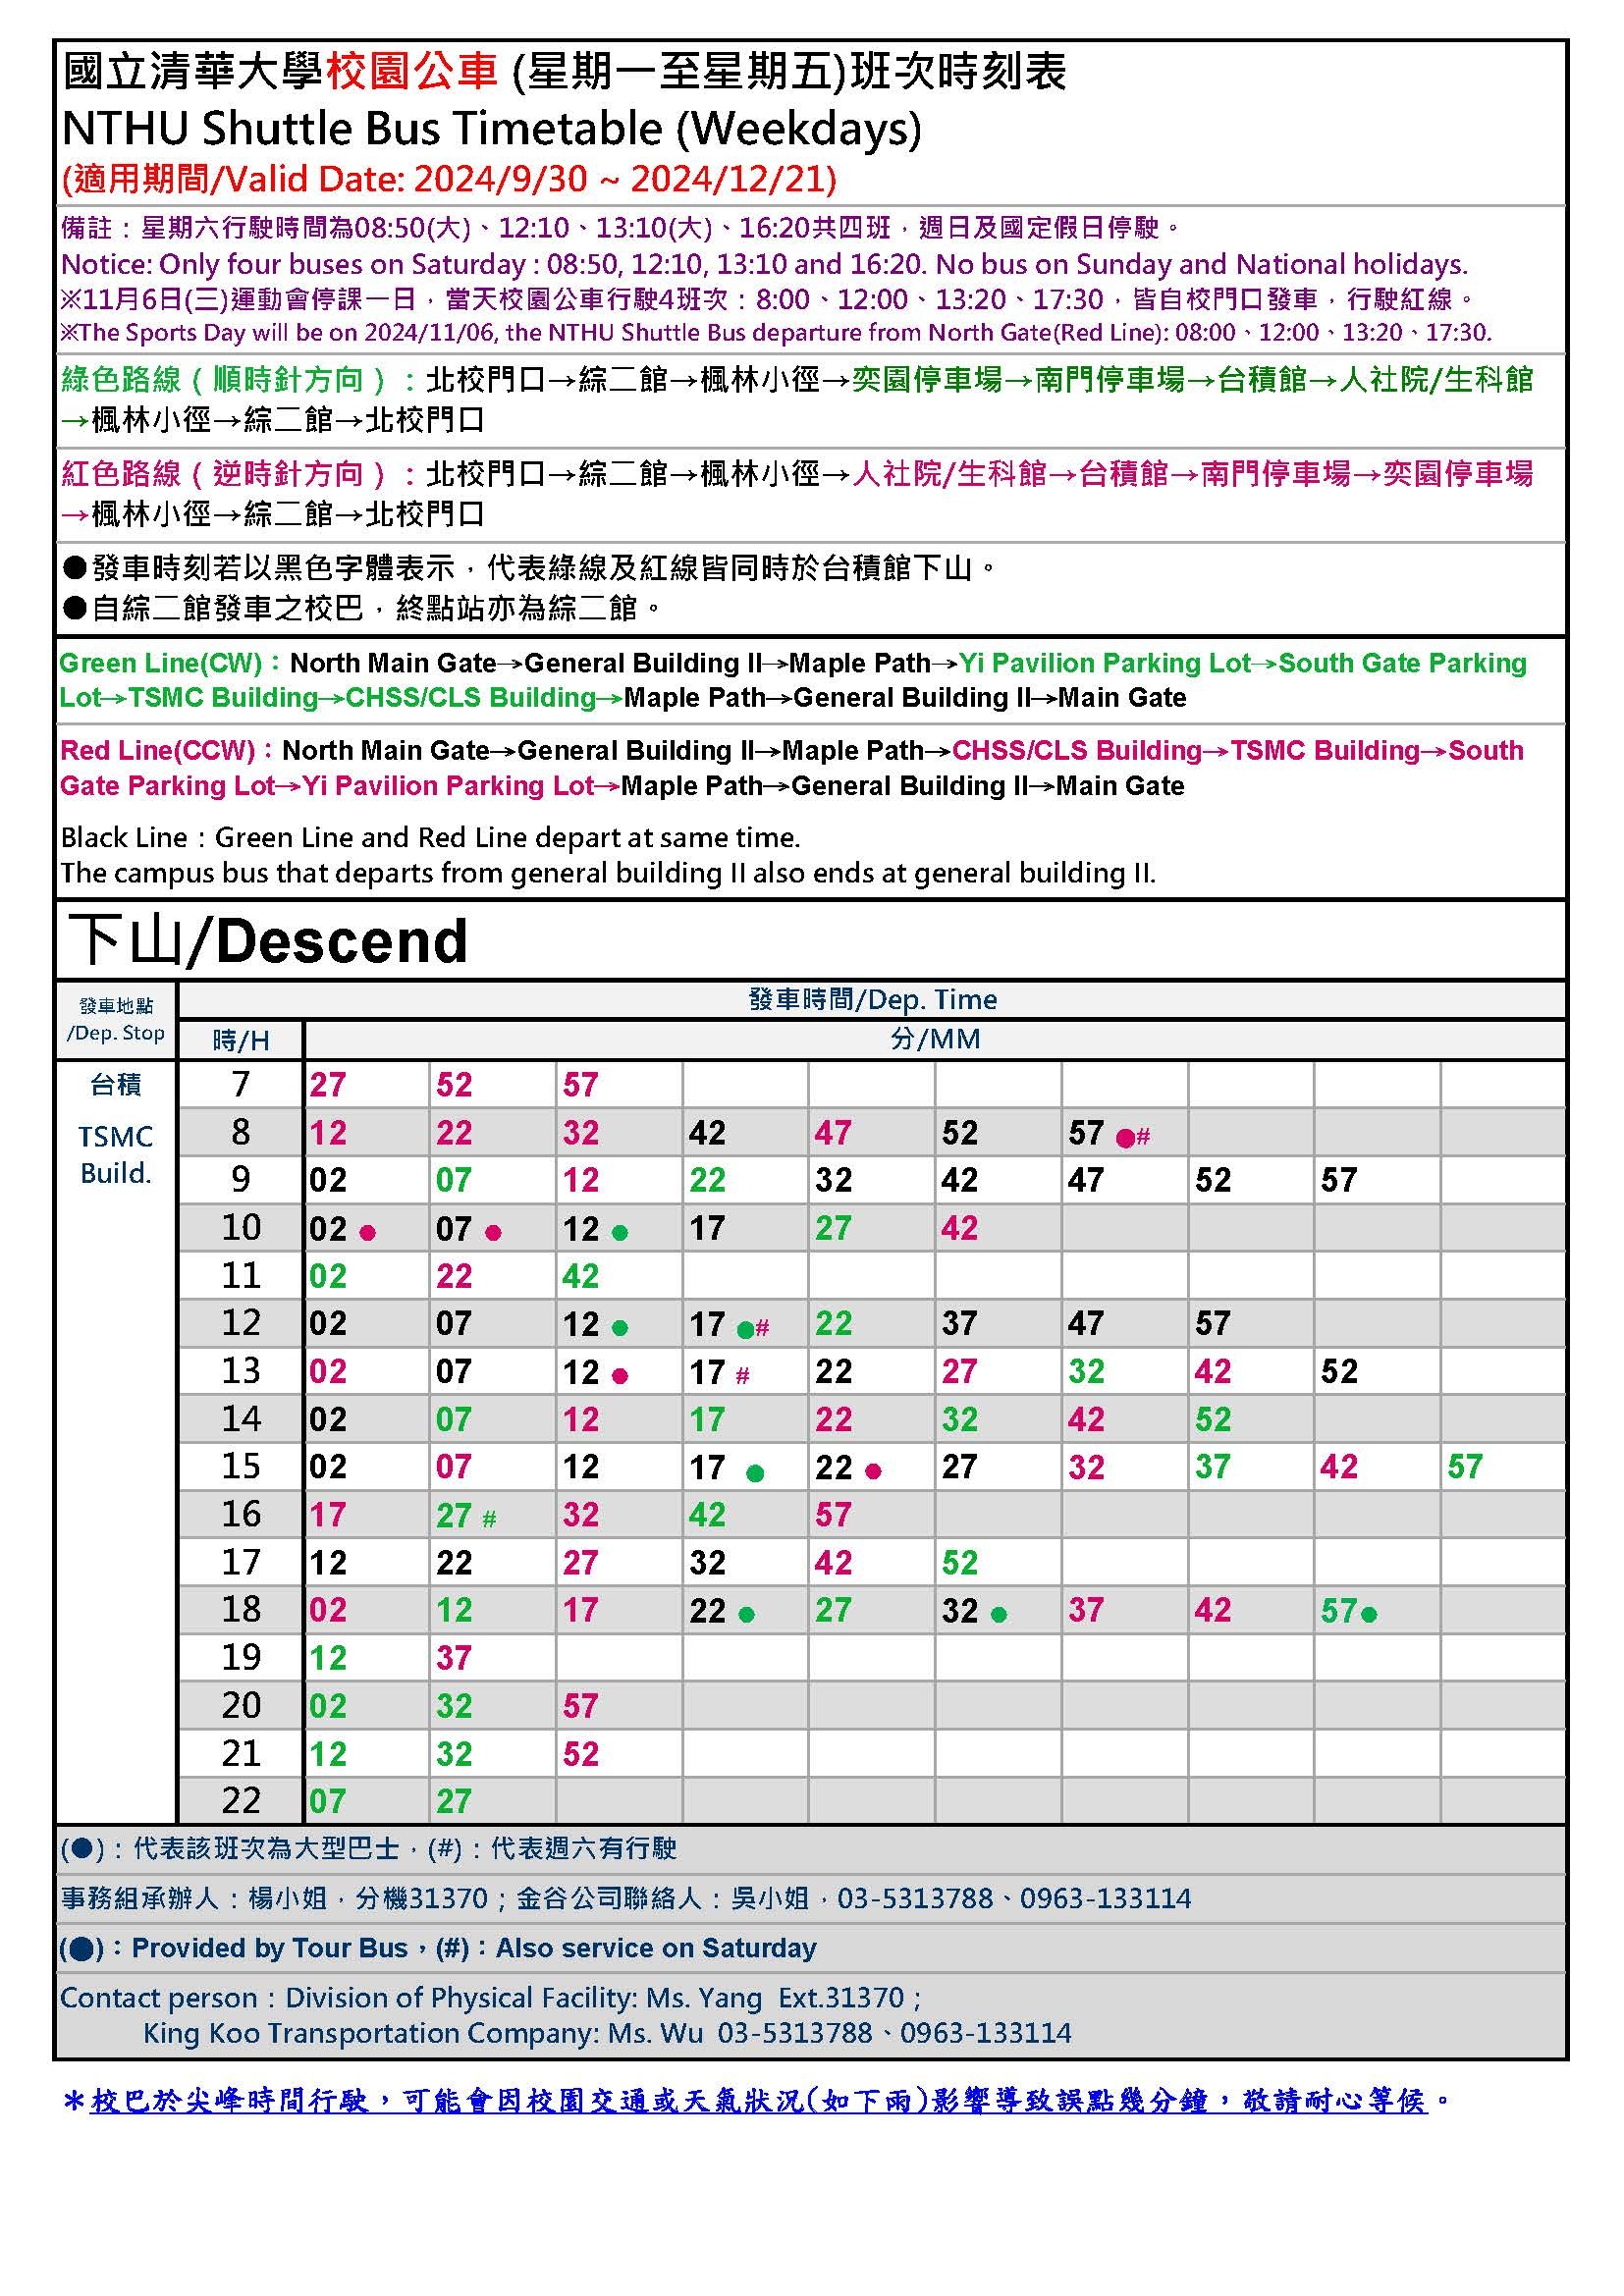 國立清華大學校園公車 (星期一至星期五)班次時刻表
NTHU Shuttle Bus Timetable (Weekdays)
(適用期間/Valid Date: 2024/9/30 ~ 2024/12/21)
備註：星期六行駛時間為08:50(大)、12:10、13:10(大)、16:20共四班，週日及國定假日停駛。
Notice: Only four buses on Saturday : 08:50, 12:10, 13:10 and 16:20. No bus on Sunday and National holidays.
※11月6日(三)運動會停課一日，當天校園公車行駛4班次：8:00、12:00、13:20、17:30，皆自校門口發車，行駛紅線。
※The Sports Day will be on 2024/11/06, the NTHU Shuttle Bus departure from North Gate(Red Line): 08:00、12:00、13:20、17:30.
綠色路線（順時針方向）：北校門口→綜二館→楓林小徑→奕園停車場→南門停車場→台積館→人社院/生科館
→楓林小徑→綜二館→北校門口
紅色路線（逆時針方向）：北校門口→綜二館→楓林小徑→人社院/生科館→台積館→南門停車場→奕園停車場
→楓林小徑→綜二館→北校門口
●發車時刻若以黑色字體表示，代表綠線及紅線皆同時於台積館下山。
●自綜二館發車之校巴，終點站亦為綜二館。
Green Line(CW)：North Main Gate→General Building II→Maple Path→Yi Pavilion Parking Lot→South Gate Parking
Lot→TSMC Building→CHSS/CLS Building→Maple Path→General Building II→Main Gate
Red Line(CCW)：North Main Gate→General Building II→Maple Path→CHSS/CLS Building→TSMC Building→South
Gate Parking Lot→Yi Pavilion Parking Lot→Maple Path→General Building II→Main Gate
Black Line：Green Line and Red Line depart at same time.
The campus bus that departs from general building II also ends at general building II.
下山/Descend
發車地點
/Dep. Stop
發車時間/Dep. Time
時/H 分/MM
台積
TSMC
Build.
7 27 52 57
8 12 22 32 42 47 52 57 ●#
9 02 07 12 22 32 42 47 52 57
10 02 ● 07 ● 12 ● 17 27 42
11 02 22 42
12 02 07 12 ● 17 ●# 22 37 47 57
13 02 07 12 ● 17 # 22 27 32 42 52
14 02 07 12 17 22 32 42 52
15 02 07 12 17 ● 22 ● 27 32 37 42 57
16 17 27 # 32 42 57
17 12 22 27 32 42 52
18 02 12 17 22 ● 27 32 ● 37 42 57●
19 12 37
20 02 32 57
21 12 32 52
22 07 27
(●)：代表該班次為大型巴士，(#)：代表週六有行駛
事務組承辦人：楊小姐，分機31370；金谷公司聯絡人：吳小姐，03-5313788、0963-133114
(●)：Provided by Tour Bus，(#)：Also service on Saturday
Contact person：Division of Physical Facility: Ms. Yang Ext.31370；
King Koo Transportation Company: Ms. Wu 03-5313788、0963-133114
＊校巴於尖峰時間行駛，可能會因校園交通或天氣狀況(如下雨)影響導致誤點幾分鐘，敬請耐心等候。